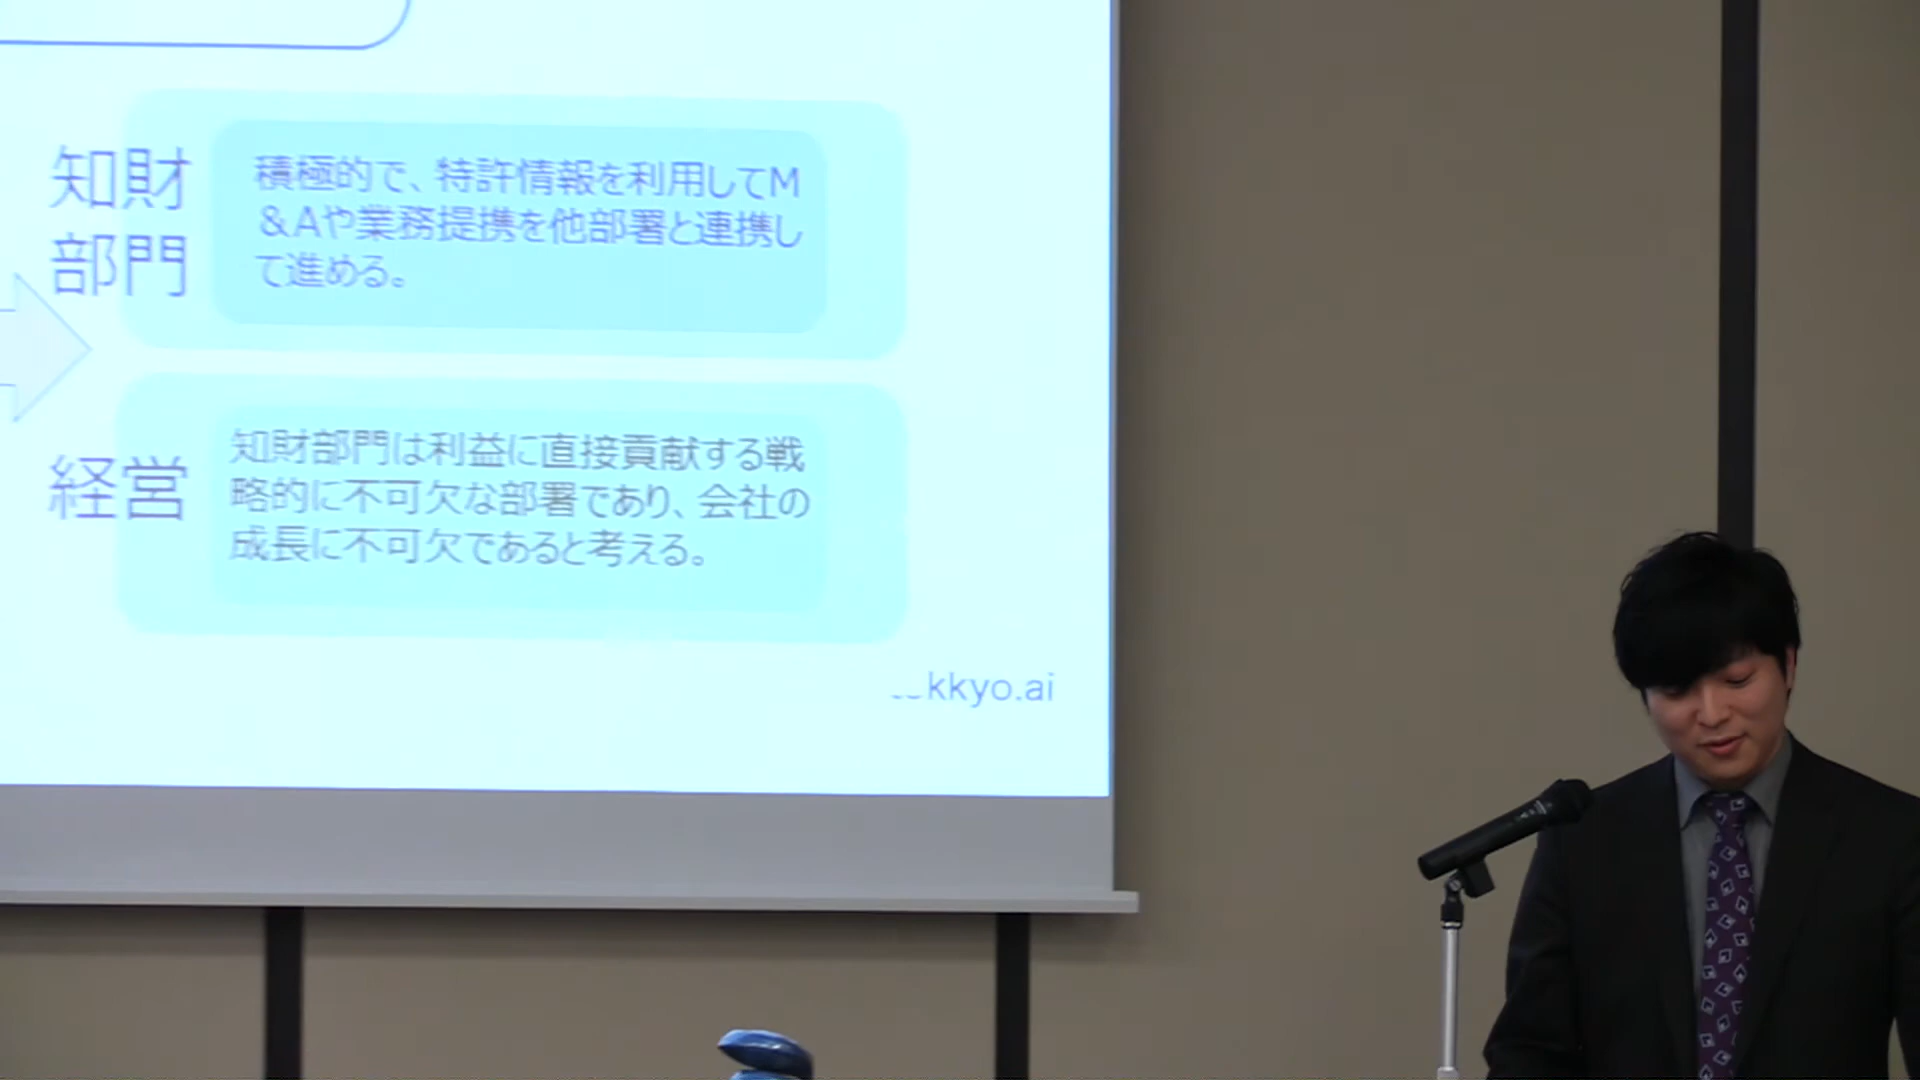 知財
部門
積極的で、特許情報を利用してM
&Aや業務提携を他部署と連携し
て進める。
経営
知財部門は利益に直接貢献する戦
略的に不可欠な部署であり、会社の
成長に不可欠であると考える。
kkyo.ai